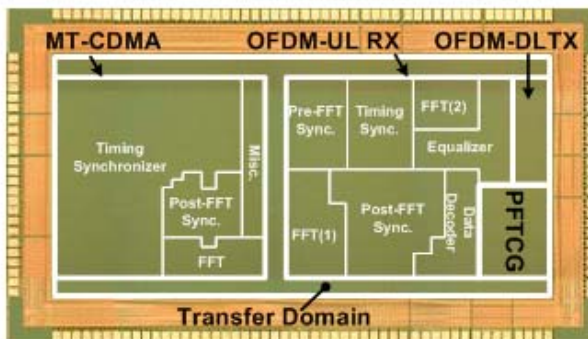 MT-CDMA
OFDM-UL RX
OFDM-DLTX
Timing
Synchronizer
Misc.
Post-FFT
Sync.
FFT
Pre-FFT
Sync.
Timing
Sync.
FFT(2)
Equalizer
FFT(1)
Post-FFT
Sync.
Data
Decoder
PFTCG
Transfer Domain